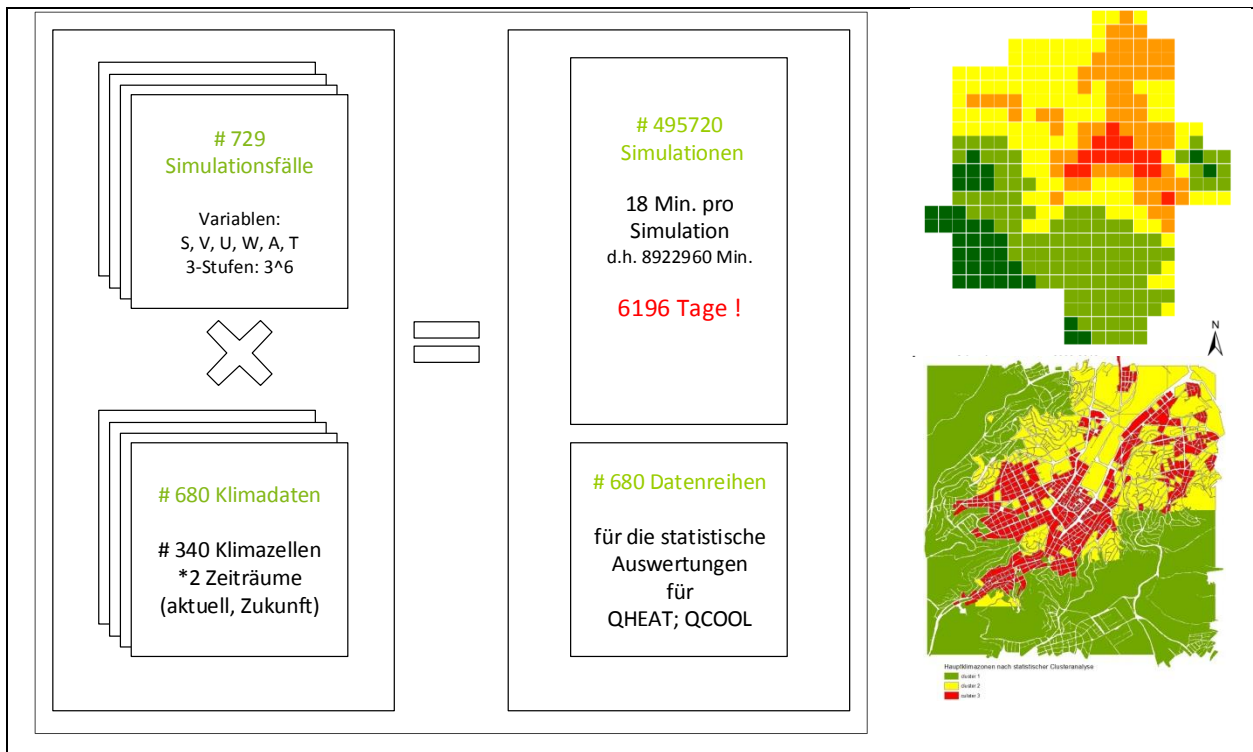 # 729
Simulationsfälle
Variablen:
S, V, U, W, A, T
3-Stufen: 3^6
# 680 Klimadaten
# 340 Klimazellen
*2 Zeiträume
(aktuell, Zukunft)
# 495720
Simulationen
18 Min. pro
Simulation
d.h. 8922960 Min.
6196 Tage !
# 680 Datenreihen
für die statistische
Auswertungen
für
QHEAT; QCOOL
N
Hauptklimazonen nach statistischer Clusteranalyse
cluster 1
cluster 2
cluster 3